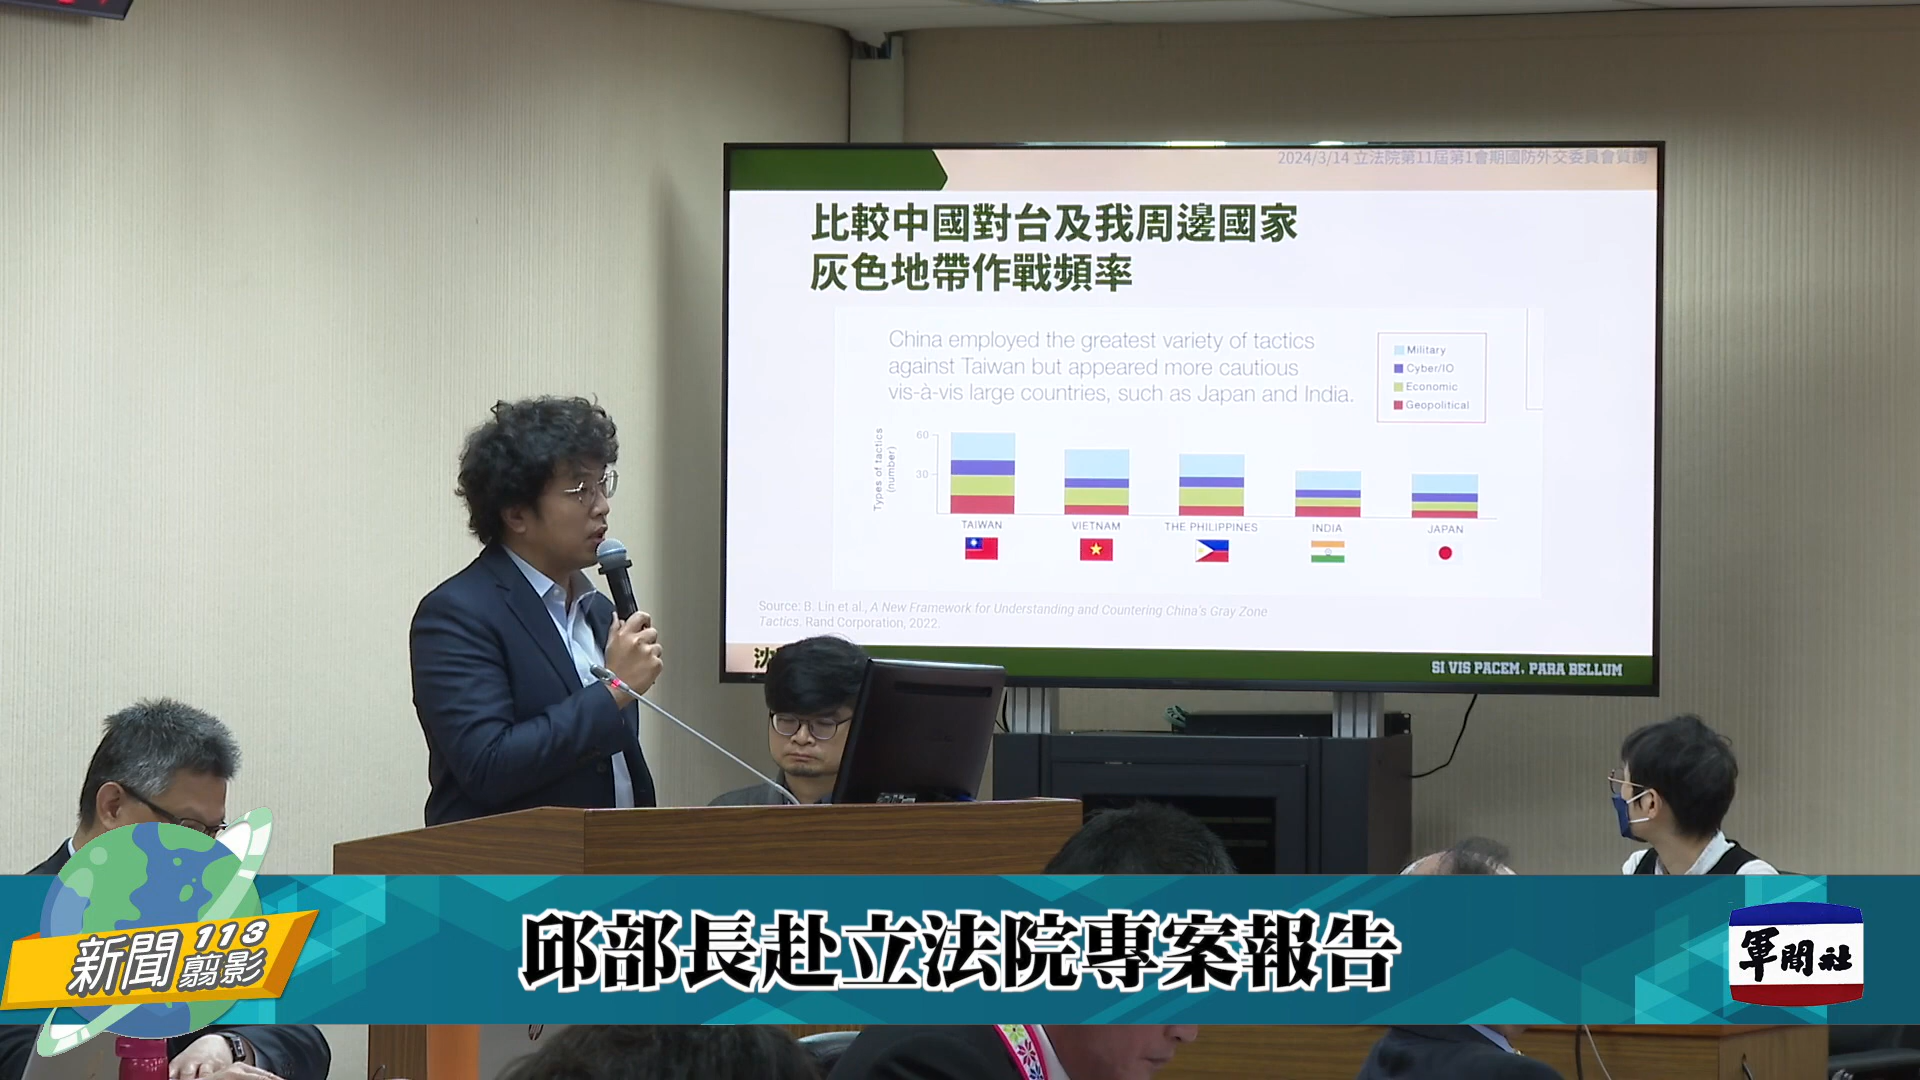 2024/3/14 立法院第11屆第1會期國防外交委員會質詢
比較中國對台及我周邊國家
灰色地帶作戰頻率
China employed the greatest variety of tactics
against Taiwan but appeared more cautious
vis-à-vis large countries, such as Japan and India.
Military
Cyber/IO
Economic
Geopolitical
Types of tactics
(number)
60
30
TAIWAN
VIETNAM
THE PHILIPPINES
INDIA
JAPAN
Source: B. Lin et al., A New Framework for Understanding and Countering China's Gray Zone
Tactics. Rand Corporation, 2022.
SI VIS PACEM, PARA BELLUM
新聞 113
翦影
邱部長赴立法院專案報告
軍聞社